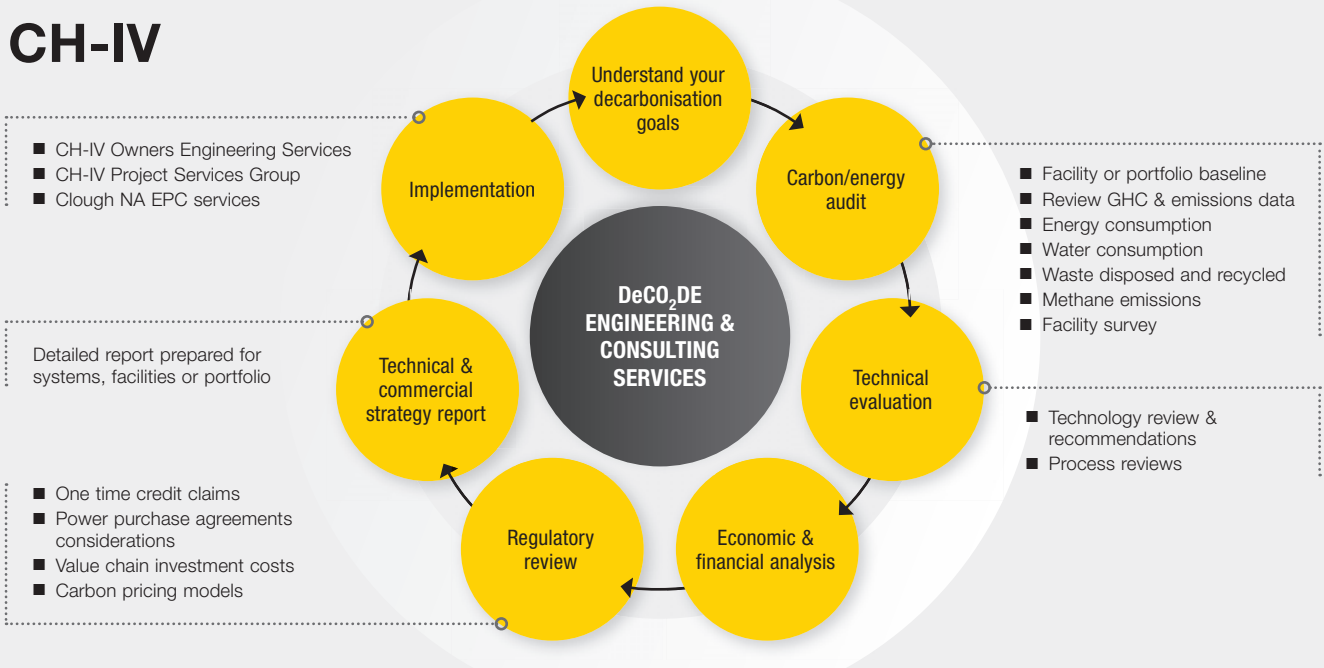 CH-IV
Understand your
decarbonisation
goals
Carbon/energy
audit
■ Facility or portfolio baseline
■ Review GHC & emissions data
■ Energy consumption
■ Water consumption
■ Waste disposed and recycled
■ Methane emissions
■ Facility survey
Technical
evaluation
■ Technology review &
recommendations
■ Process reviews
Economic &
financial analysis
Regulatory
review
■ One time credit claims
■ Power purchase agreements
considerations
■ Value chain investment costs
■ Carbon pricing models
Technical &
commercial
strategy report
Detailed report prepared for
systems, facilities or portfolio
Implementation
■ CH-IV Owners Engineering Services
■ CH-IV Project Services Group
■ Clough NA EPC services
DeCO₂DE
ENGINEERING &
CONSULTING
SERVICES